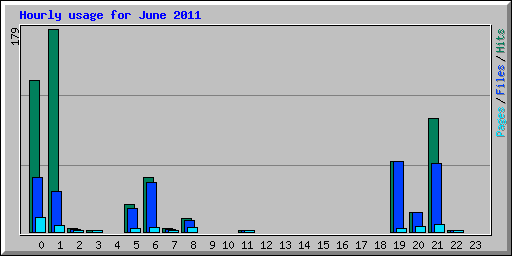 Hourly usage for June 2011
179
Pages/Files/Hits
0 1 2 3 4 5 6 7 8 9 10 11 12 13 14 15 16 17 18 19 20 21 22 23